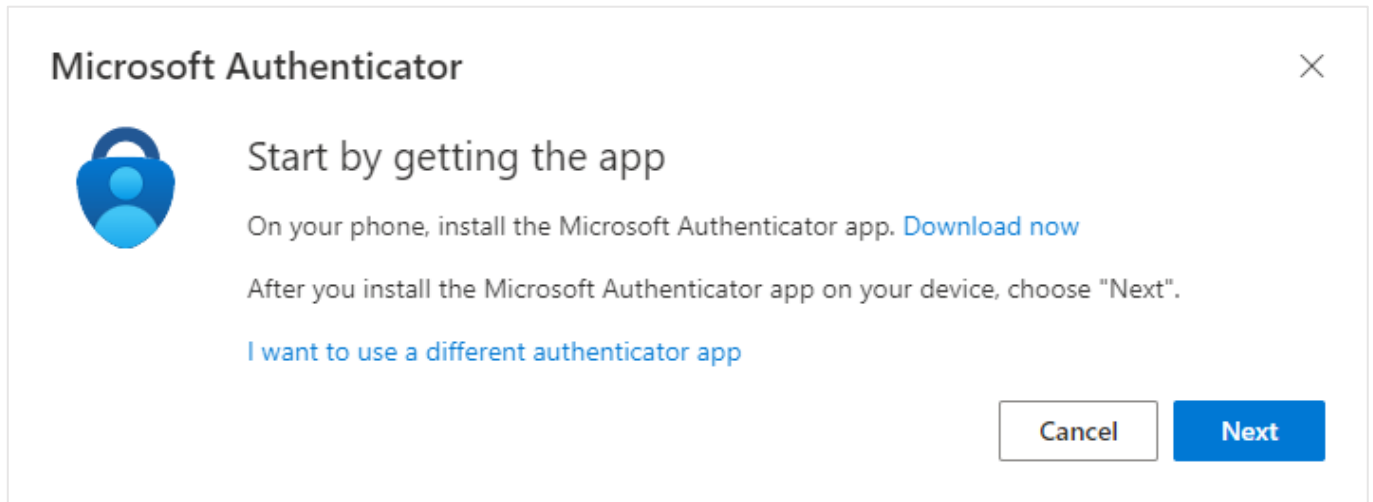 Microsoft Authenticator
Start by getting the app
On your phone, install the Microsoft Authenticator app. Download now
After you install the Microsoft Authenticator app on your device, choose "Next".
I want to use a different authenticator app
Cancel
Next